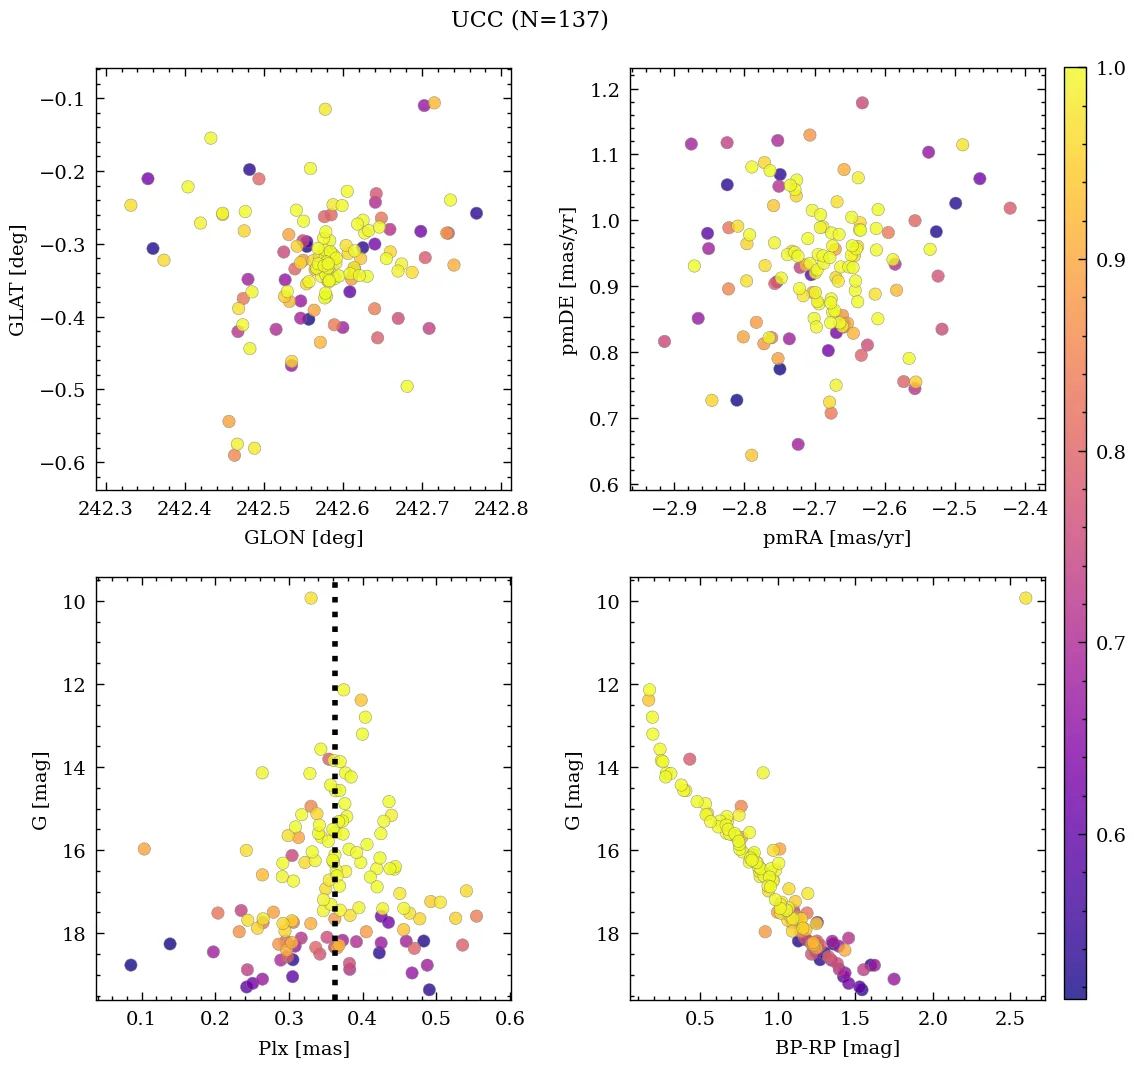 UCC (N=137)
−0.1
−0.2
−0.3
−0.4
−0.5
−0.6
GLAT [deg]
242.3 242.4 242.5 242.6 242.7 242.8
GLON [deg]
1.2
1.1
1.0
0.9
0.8
0.7
0.6
pmDE [mas/yr]
−2.9 −2.8 −2.7 −2.6 −2.5 −2.4
pmRA [mas/yr]
10
12
14
16
18
G [mag]
0.1 0.2 0.3 0.4 0.5 0.6
Plx [mas]
10
12
14
16
18
G [mag]
0.5 1.0 1.5 2.0 2.5
BP-RP [mag]
1.0
0.9
0.8
0.7
0.6